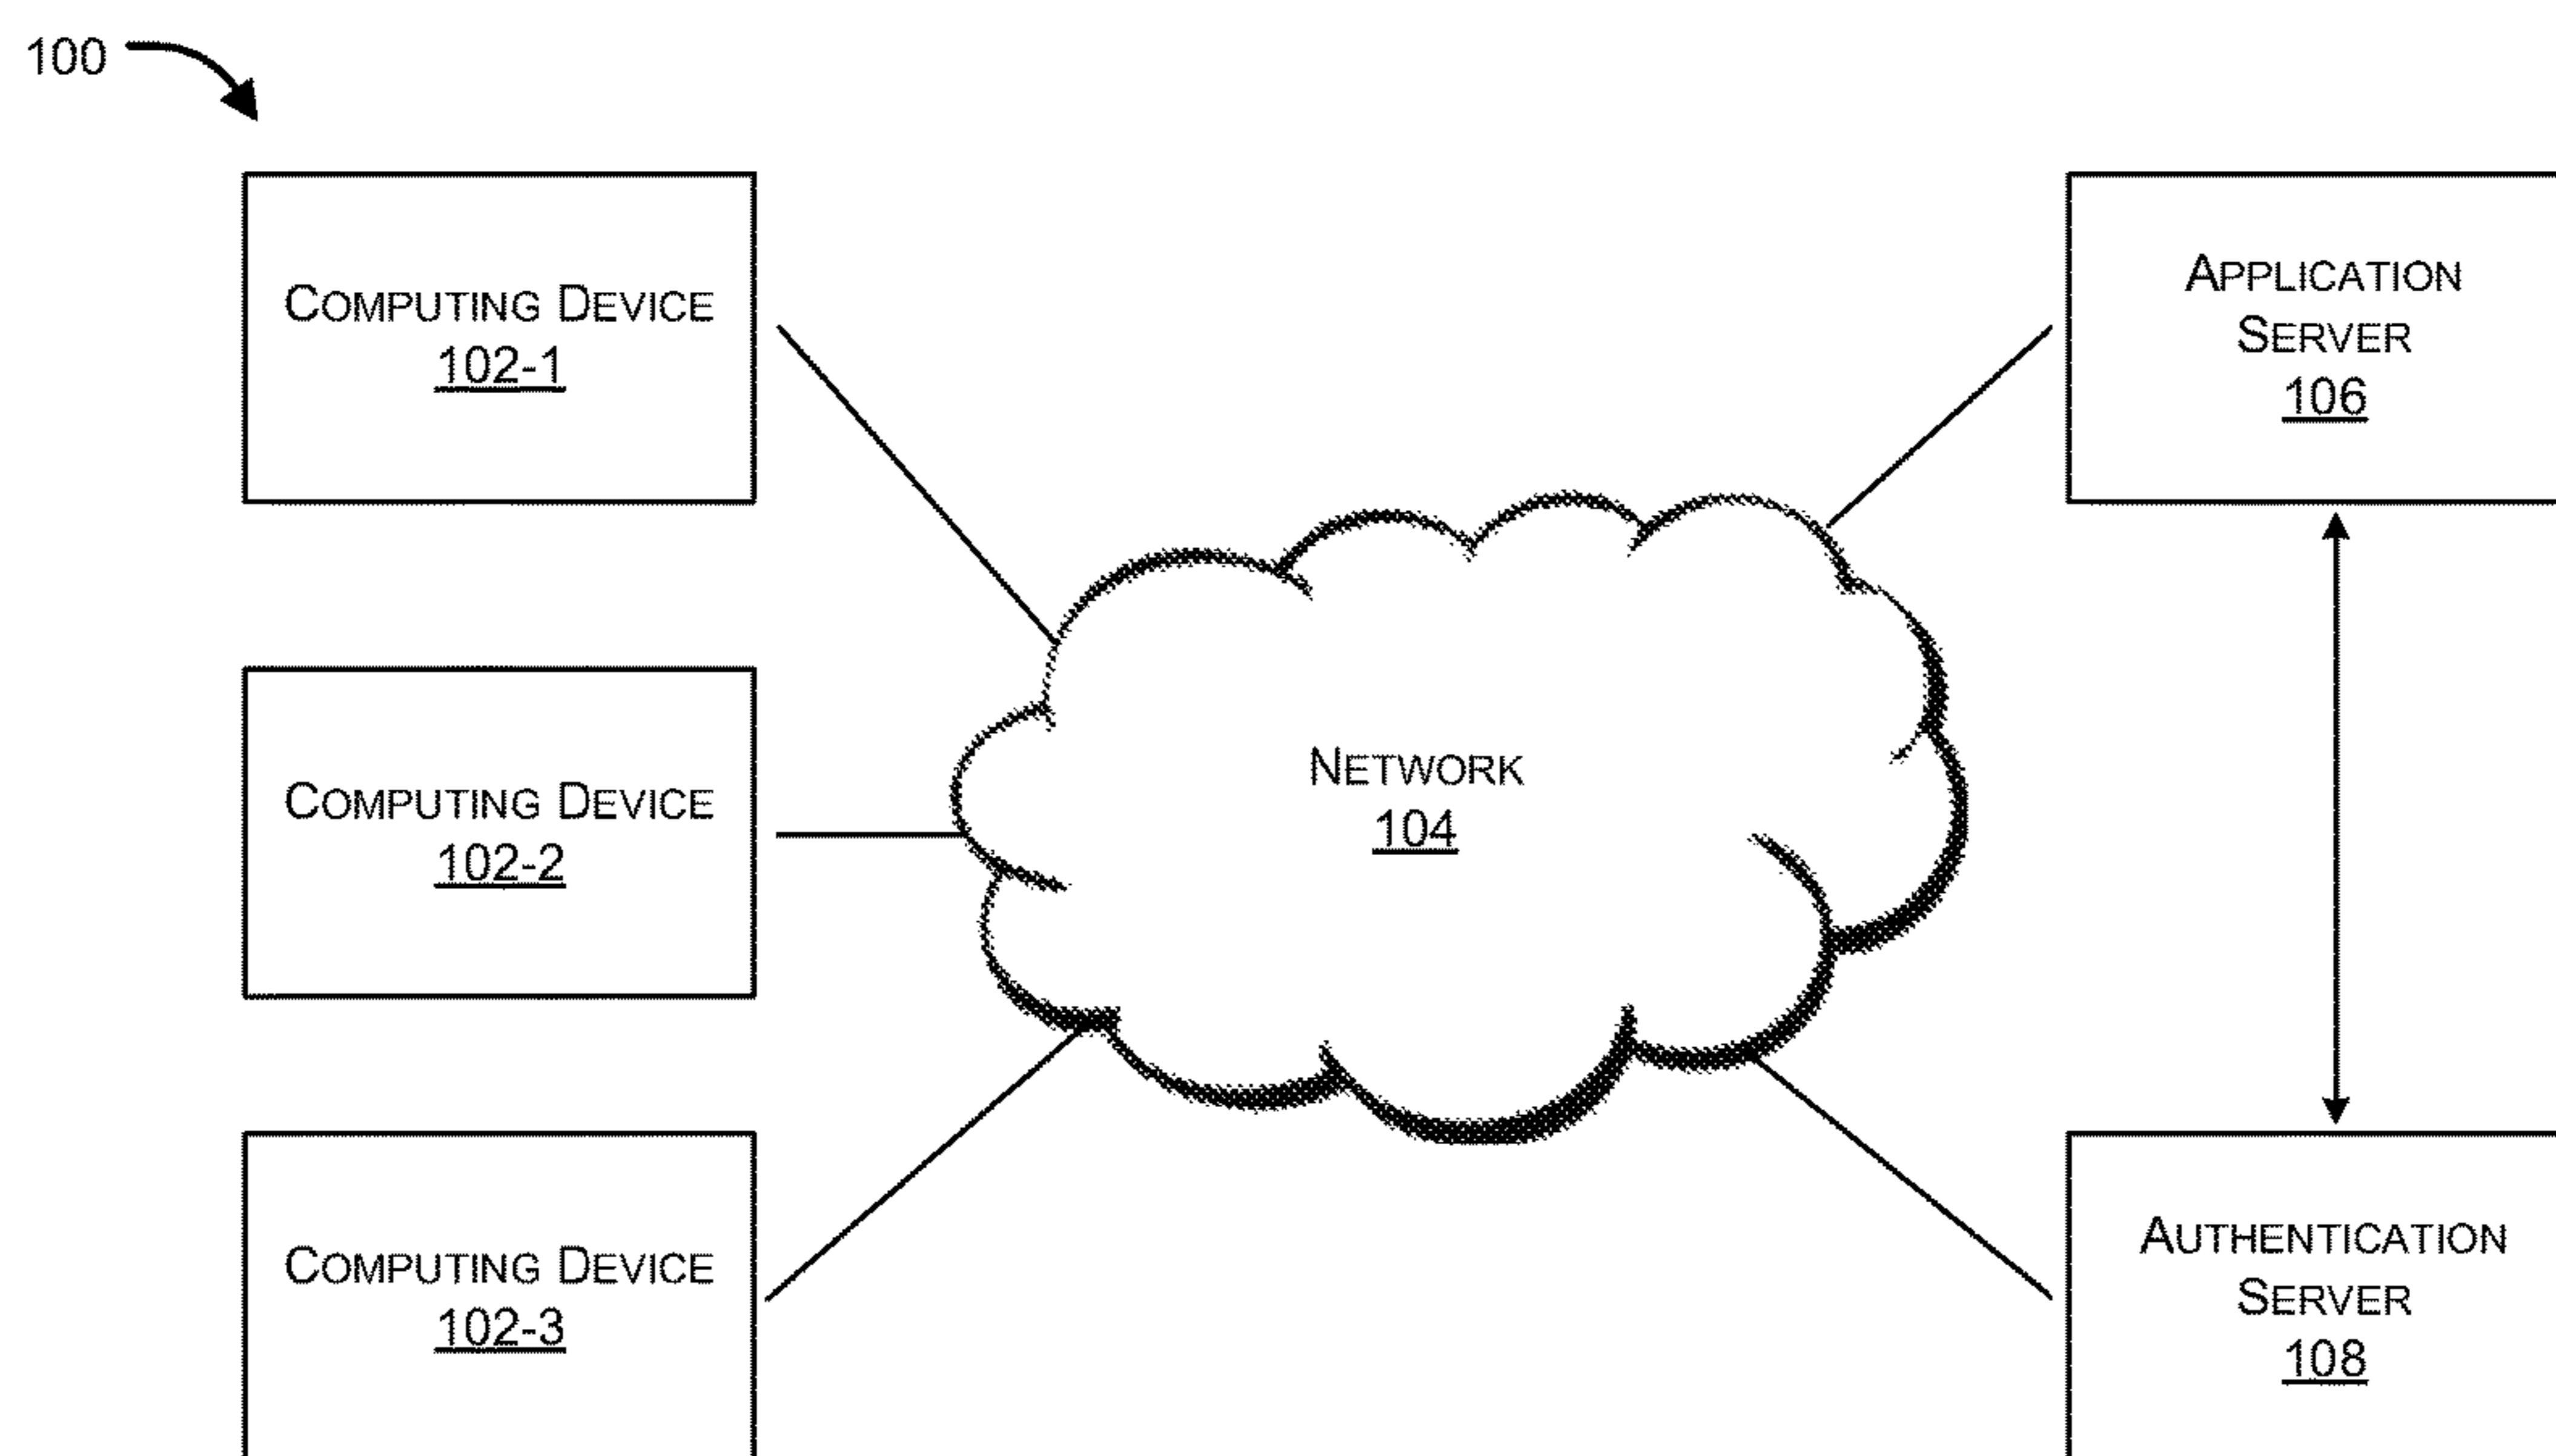 100
COMPUTING DEVICE
102-1
APPLICATION
SERVER
106
COMPUTING DEVICE
102-2
NETWORK
104
COMPUTING DEVICE
102-3
AUTHENTICATION
SERVER
108